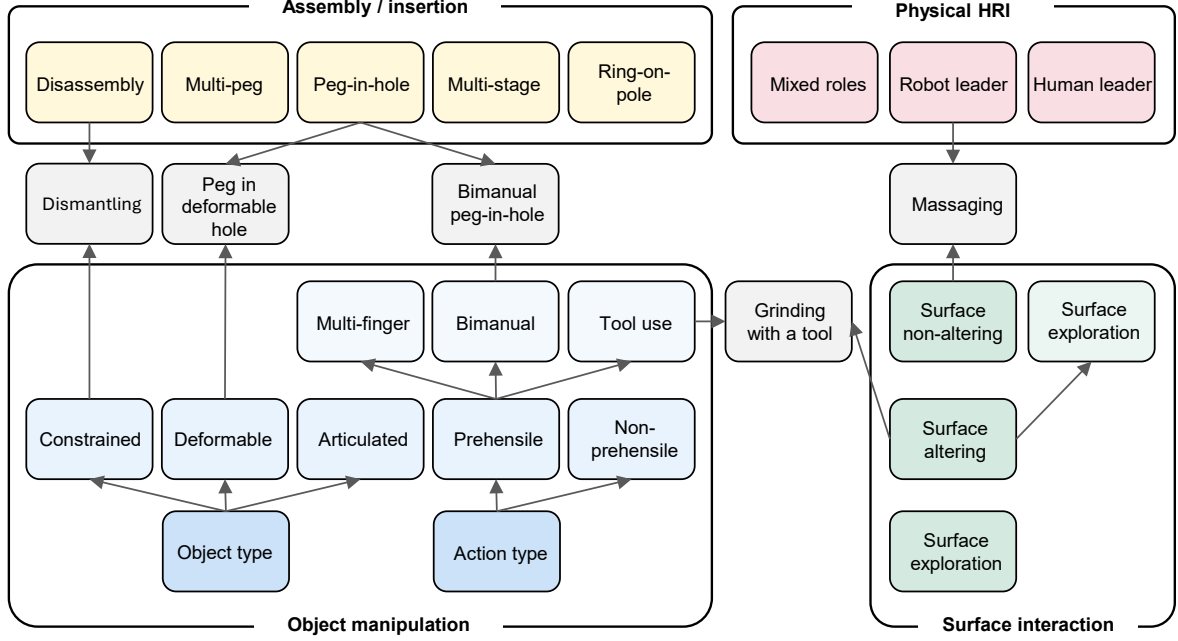 Assembly / insertion
Physical HRI
Disassembly
Multi-peg
Peg-in-hole
Multi-stage
Ring-on-
pole
Mixed roles
Robot leader
Human leader
Dismantling
Peg in
deformable
hole
Bimanual
peg-in-hole
Massaging
Multi-finger
Bimanual
Tool use
Grinding
with a tool
Surface
non-altering
Surface
exploration
Constrained
Deformable
Articulated
Prehensile
Non-
prehensile
Surface
altering
Object type
Action type
Surface
exploration
Object manipulation
Surface interaction